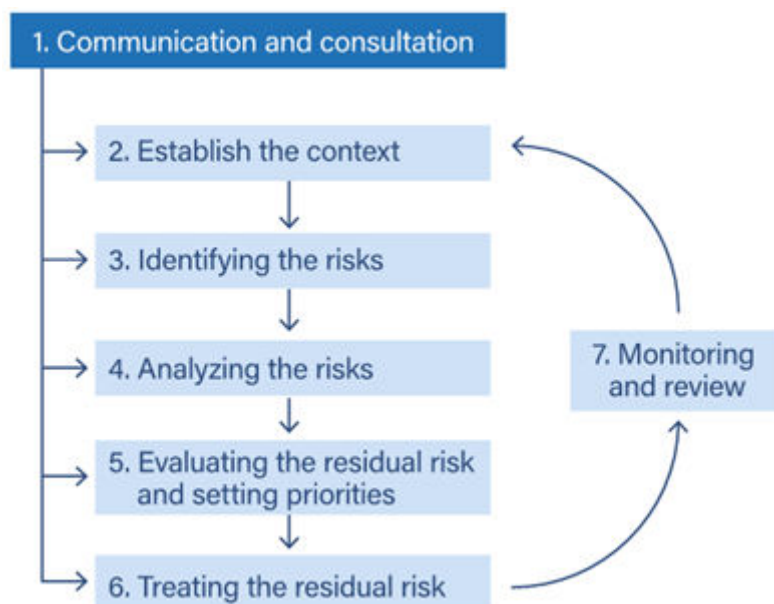 1. Communication and consultation
2. Establish the context
3. Identifying the risks
4. Analyzing the risks
5. Evaluating the residual risk
and setting priorities
6. Treating the residual risk
7. Monitoring
and review